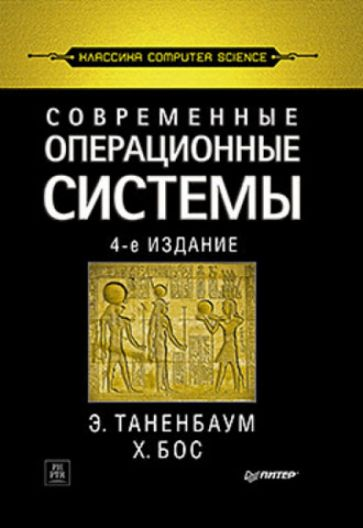 КЛАССИКА COMPUTER SCIENCE
СОВРЕМЕННЫЕ
ОПЕРАЦИОННЫЕ
СИСТЕМЫ
4-е ИЗДАНИЕ
Э. ТАНЕНБАУМ
Х. БОС
ПИТЕР